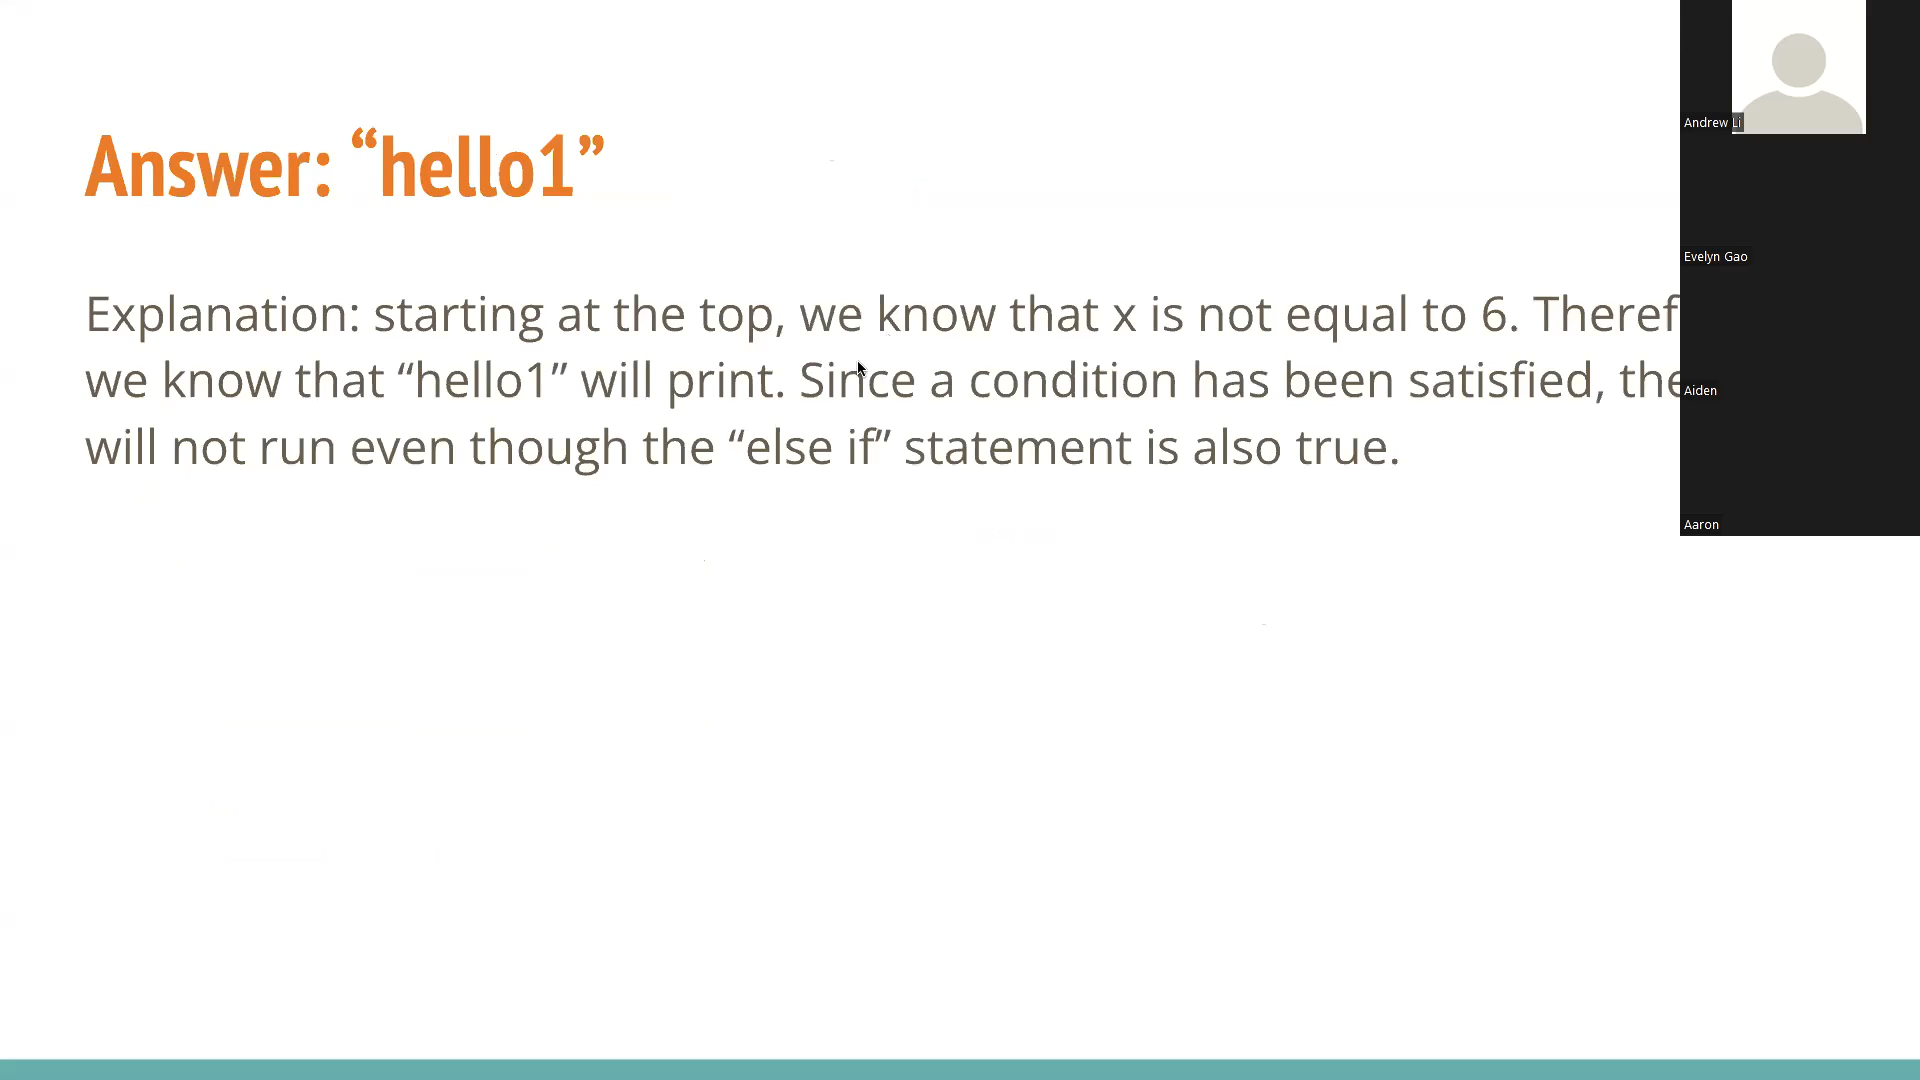 Answer: “hello1”
Explanation: starting at the top, we know that x is not equal to 6.
we know that “hello1” will print. Since a condition has been satisfied,
will not run even though the “else if” statement is also true.
Andrew Li
Evelyn Gao
Aiden
Aaron